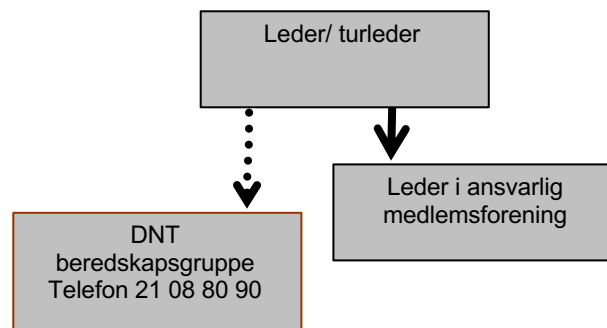 Leder/ turleder
Leder i ansvarlig
medlemsforening
DNT
beredskapsgruppe
Telefon 21 08 80 90